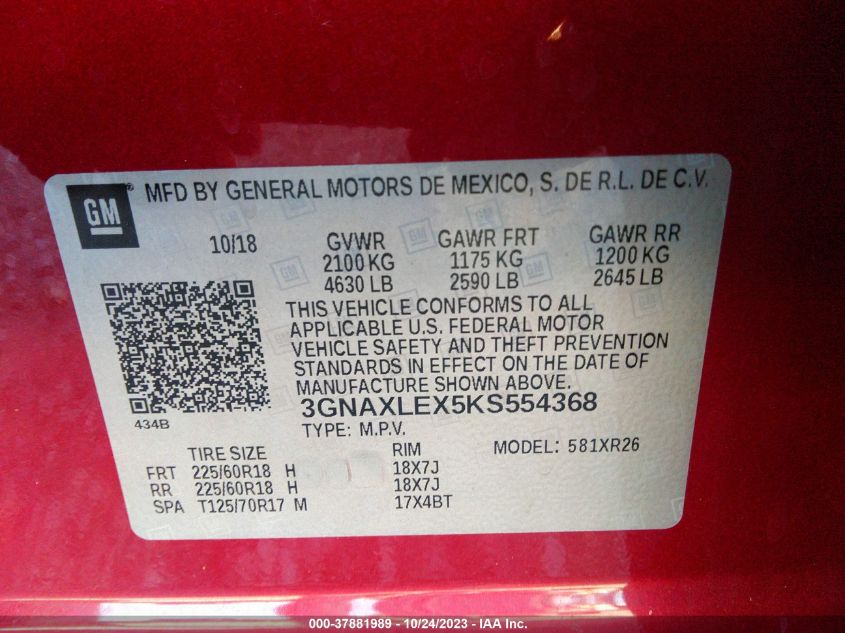 GM® MFD BY GENERAL MOTORS DE MEXICO, S. DE R.L. DE C.V.
10/18 GVWR GAWR FRT GAWR RR
2100 KG 1175 KG 1200 KG
4630 LB 2590 LB 2645 LB
THIS VEHICLE CONFORMS TO ALL
APPLICABLE U.S. FEDERAL MOTOR
VEHICLE SAFETY AND THEFT PREVENTION
STANDARDS IN EFFECT ON THE DATE OF
MANUFACTURE SHOWN ABOVE.
3GNAXLEX5KS554368
434B
TYPE: M.P.V.
TIRE SIZE RIM MODEL: 581XR26
FRT 225/60R18 H 18X7J
RR 225/60R18 H 18X7J
SPA T125/70R17 M 17X4BT
000-37881989 - 10/24/2023 - IAA Inc.